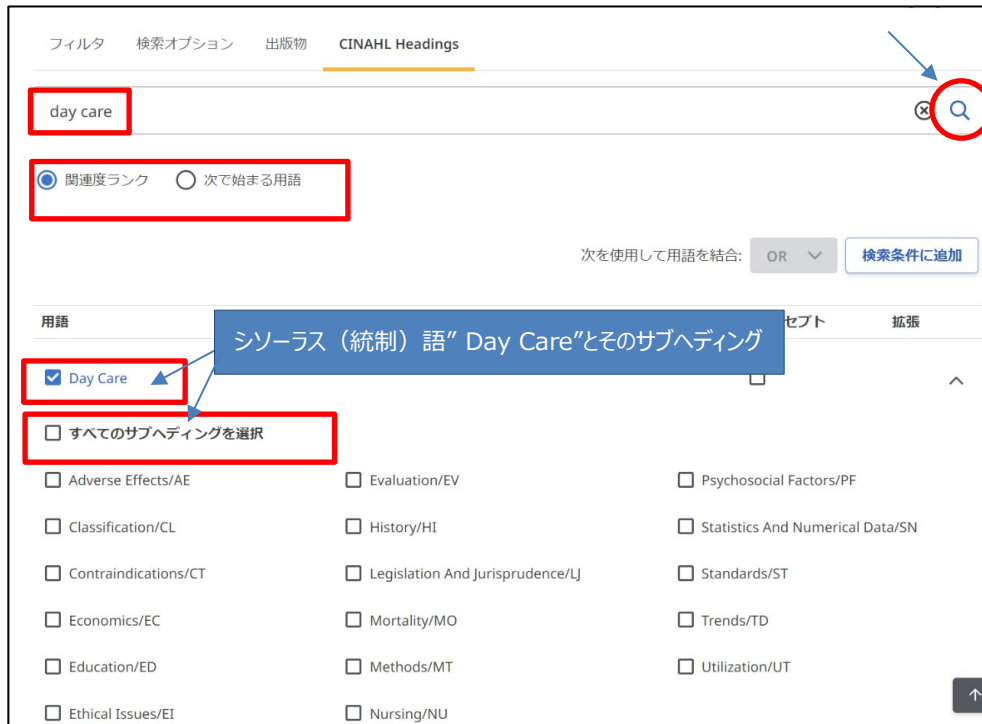 フィルタ 検索オプション 出版物 CINAHL Headings
day care
関連度ランク 次で始まる用語
次を使用して用語を結合: OR 検索条件に追加
用語 セプト 拡張
シソーラス（統制）語” Day Care”とそのサブヘディング
Day Care
すべてのサブヘディングを選択
Adverse Effects/AE Evaluation/EV Psychosocial Factors/PF
Classification/CL History/HI Statistics And Numerical Data/SN
Contraindications/CT Legislation And Jurisprudence/LJ Standards/ST
Economics/EC Mortality/MO Trends/TD
Education/ED Methods/MT Utilization/UT
Ethical Issues/EI Nursing/NU